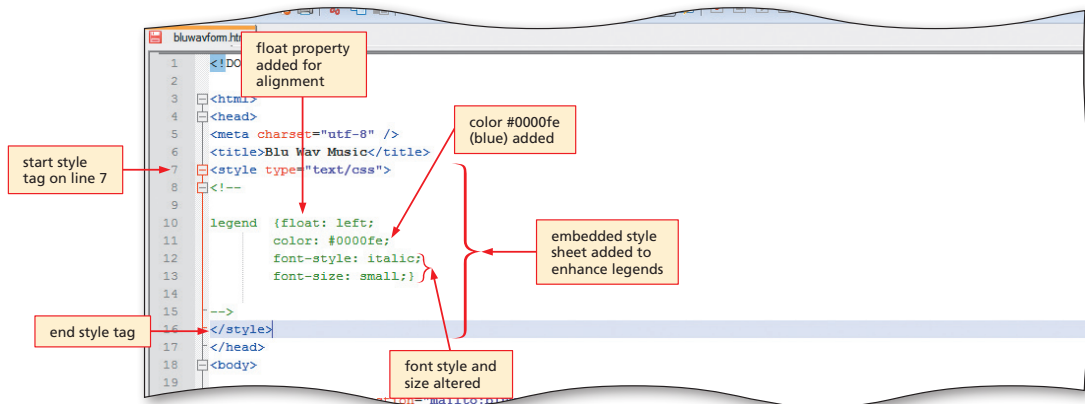 bluwavform.ht
float property
added for
alignment
1 <!DO
2
3 <html>
4 <head>
color #0000fe
(blue) added
5 <meta charset="utf-8" />
6 <title>Blu Wav Music</title>
start style
tag on line 7
7 <style type="text/css">
8 <!--
9
10 legend {float: left;
11 color: #0000fe;
embedded style
sheet added to
enhance legends
12 font-style: italic;
13 font-size: small;}
14
15 -->
end style tag
16 </style>
17 </head>
font style and
size altered
18 <body>
19
="mailto: